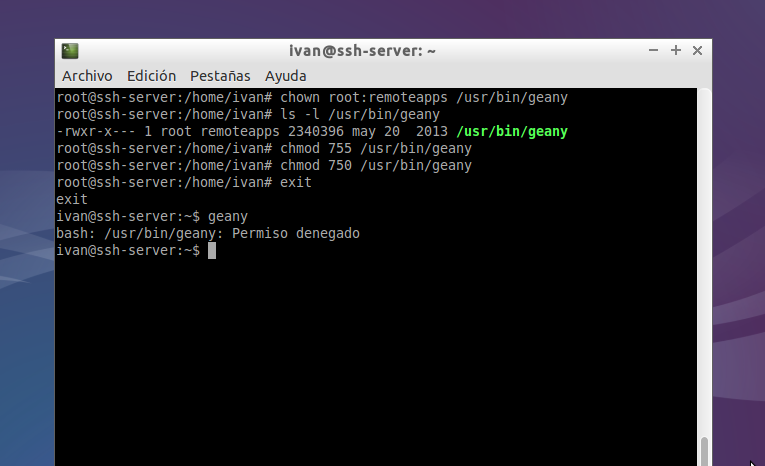 ivan@ssh-server: ~
Archivo Edición Pestañas Ayuda
root@ssh-server:/home/ivan# chown root:remoteapps /usr/bin/geany
root@ssh-server:/home/ivan# ls -l /usr/bin/geany
-rwxr-x--- 1 root remoteapps 2340396 may 20  2013 /usr/bin/geany
root@ssh-server:/home/ivan# chmod 755 /usr/bin/geany
root@ssh-server:/home/ivan# chmod 750 /usr/bin/geany
root@ssh-server:/home/ivan# exit
exit
ivan@ssh-server:~$ geany
bash: /usr/bin/geany: Permiso denegado
ivan@ssh-server:~$